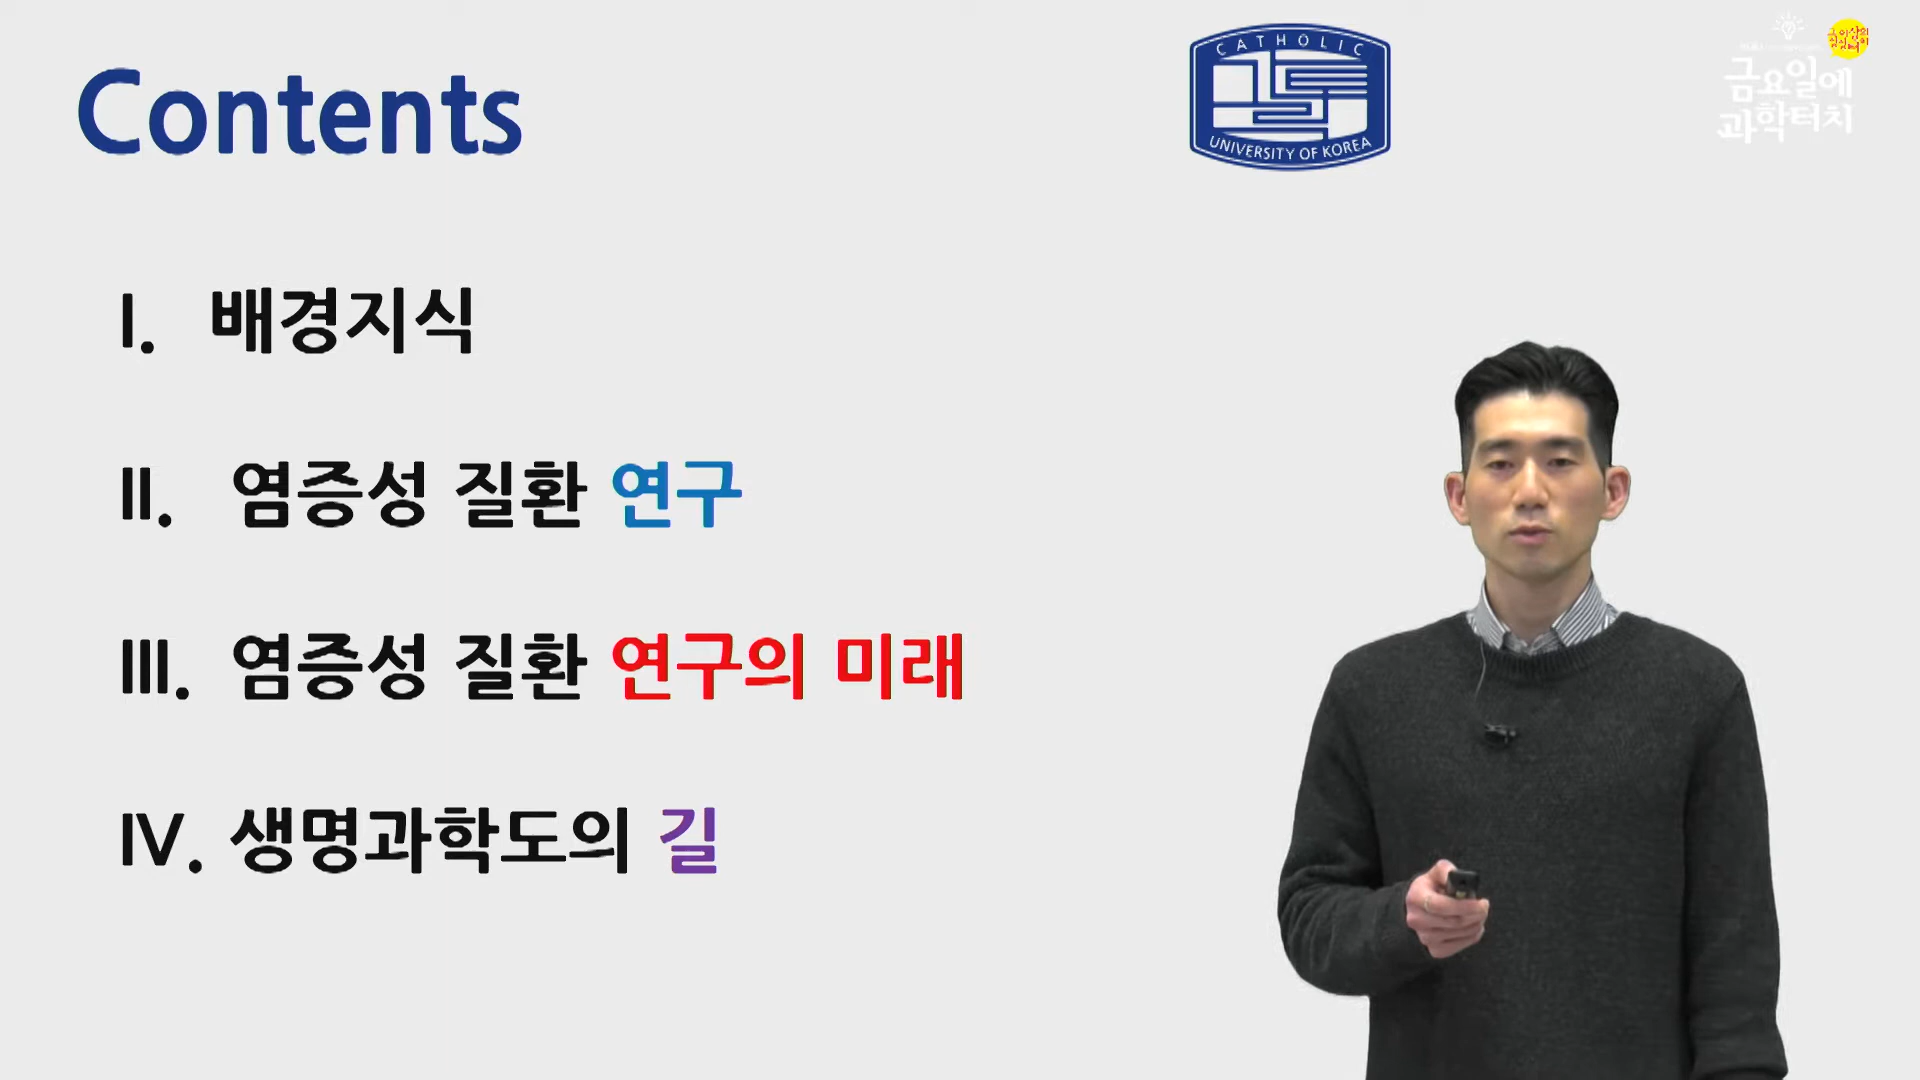 Contents
CATHOLIC
UNIVERSITY OF KOREA
금요일에
과학터치
I. 배경지식
II. 염증성 질환 연구
III. 염증성 질환 연구의 미래
IV. 생명과학도의 길